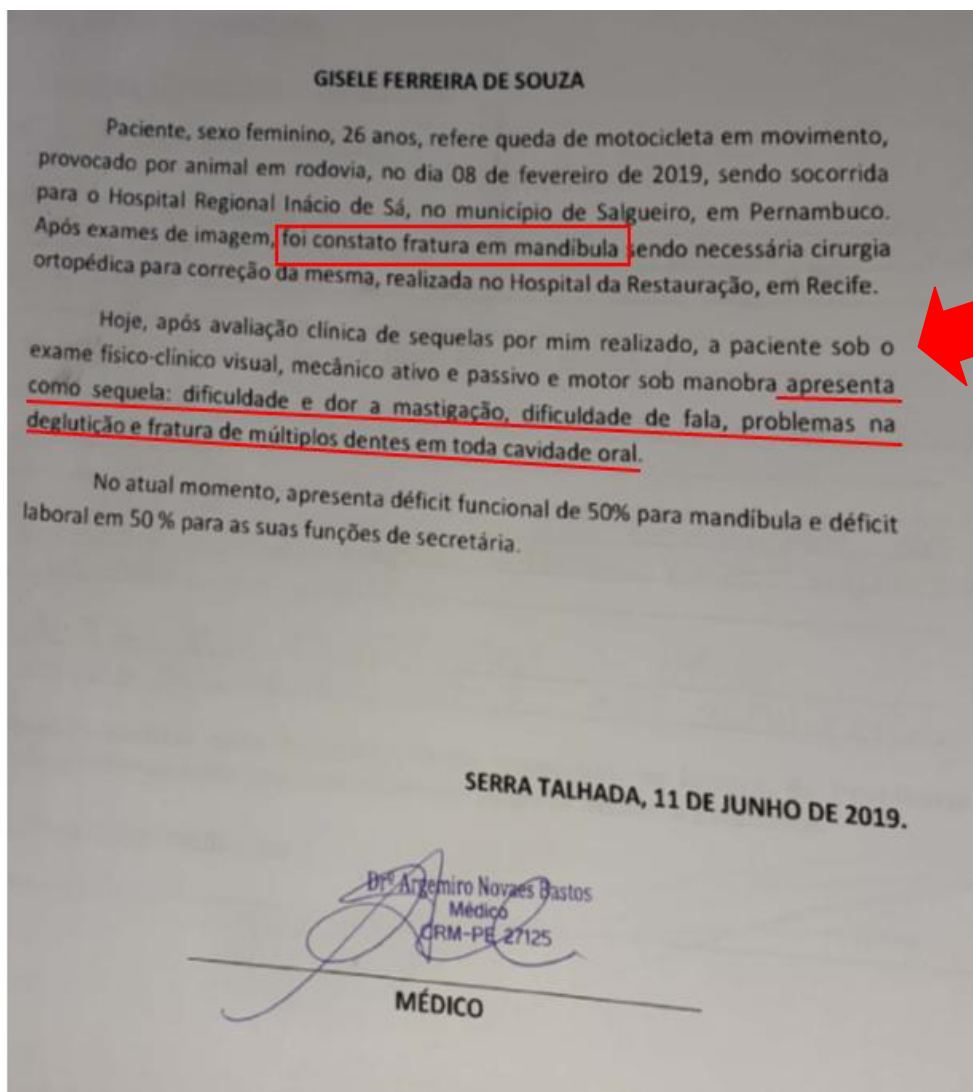 GISELE FERREIRA DE SOUZA
Paciente, sexo feminino, 26 anos, refere queda de motocicleta em movimento,
provocado por animal em rodovia, no dia 08 de fevereiro de 2019, sendo socorrida
para o Hospital Regional Inácio de Sá, no município de Salgueiro, em Pernambuco.
Após exames de imagem, foi constato fratura em mandíbula sendo necessária cirurgia
ortopédica para correção da mesma, realizada no Hospital da Restauração, em Recife.
Hoje, após avaliação clínica de sequelas por mim realizado, a paciente sob o
exame físico-clínico visual, mecânico ativo e passivo e motor sob manobra apresenta
como sequela: dificuldade e dor a mastigação, dificuldade de fala, problemas na
deglutição e fratura de múltiplos dentes em toda cavidade oral.
No atual momento, apresenta déficit funcional de 50% para mandíbula e déficit
laboral em 50 % para as suas funções de secretária.
SERRA TALHADA, 11 DE JUNHO DE 2019.
Drº Argemiro Novaes Bastos
Médico
CRM-PE 27125
MÉDICO